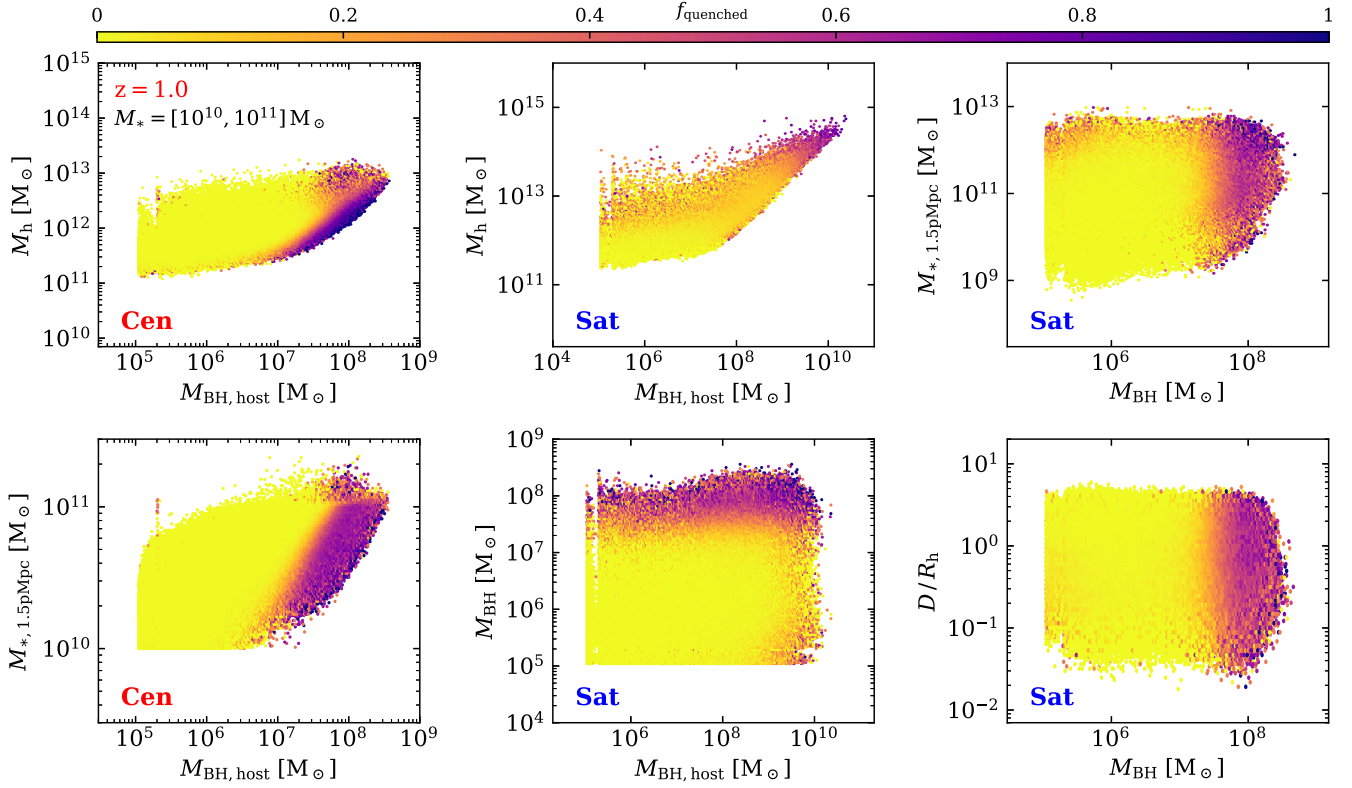 0 0.2 0.4 f_quenched 0.6 0.8 1
10^15 10^14 10^13 10^12 10^11 10^10
M_h [M_⊙]
z = 1.0
M_* = [10^10, 10^11] M_⊙
Cen
10^5 10^6 10^7 10^8 10^9
M_BH, host [M_⊙]
10^15 10^13 10^11
M_h [M_⊙]
Sat
10^4 10^6 10^8 10^10
M_BH, host [M_⊙]
10^13 10^11 10^9
M_*, 1.5pMpc [M_⊙]
Sat
10^6 10^8
M_BH [M_⊙]
10^11 10^10
M_*, 1.5pMpc [M_⊙]
Cen
10^5 10^6 10^7 10^8 10^9
M_BH, host [M_⊙]
10^9 10^8 10^7 10^6 10^5 10^4
M_BH [M_⊙]
Sat
10^6 10^8 10^10
M_BH, host [M_⊙]
10^1 10^0 10^−1 10^−2
D / R_h
Sat
10^6 10^8
M_BH [M_⊙]